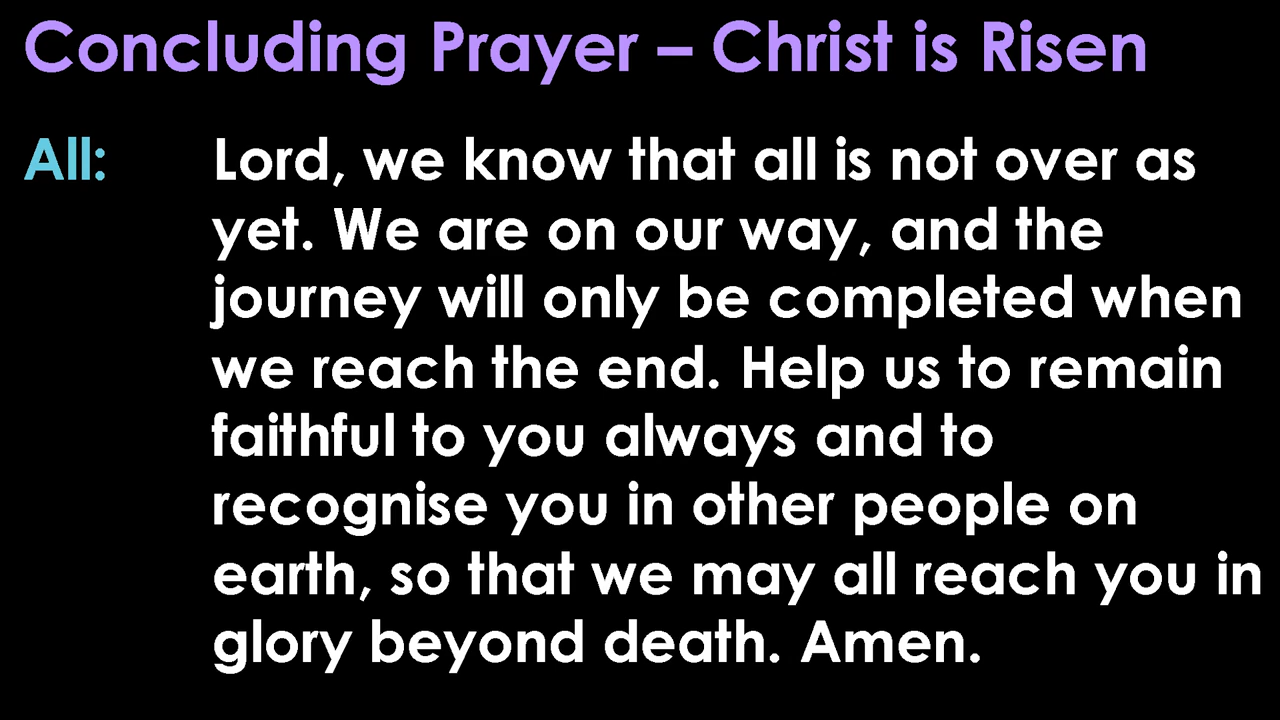 Concluding Prayer – Christ is Risen
All: Lord, we know that all is not over as
yet. We are on our way, and the
journey will only be completed when
we reach the end. Help us to remain
faithful to you always and to
recognise you in other people on
earth, so that we may all reach you in
glory beyond death. Amen.